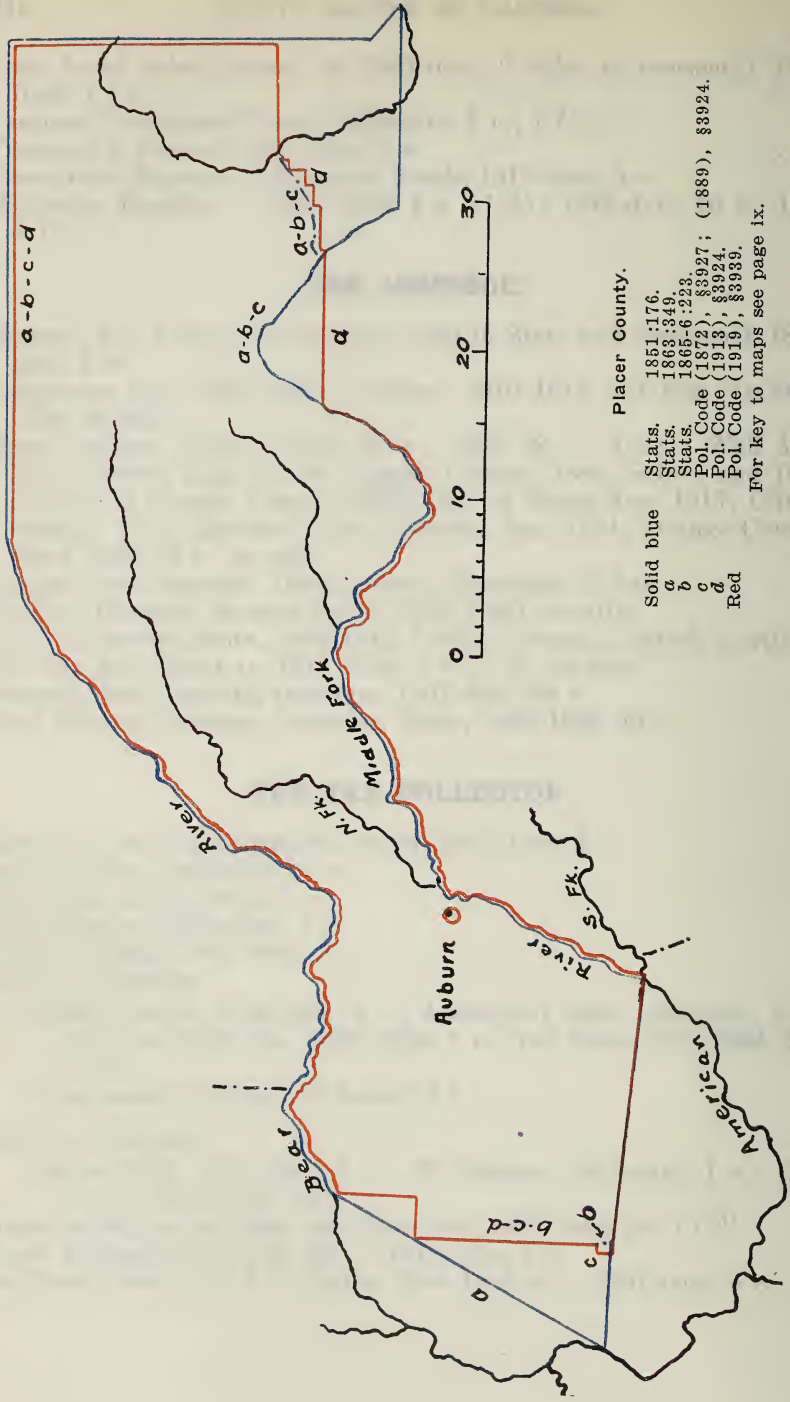 a-b-c-d
a-b-c
d
a-b-c
d
River
Middle Fork
N. Fk.
Auburn
S. Fk.
River
American
Bear
a
b-c-d
b
c
0 10 20 30
Placer County.
Solid blue Stats. 1851:176.
a Stats. 1863:349.
b Stats. 1865-6:223.
c Pol. Code (1872), §3927; (1889), §3924.
d Pol. Code (1913), §3924.
Red Pol. Code (1919), §3939.
For key to maps see page ix.